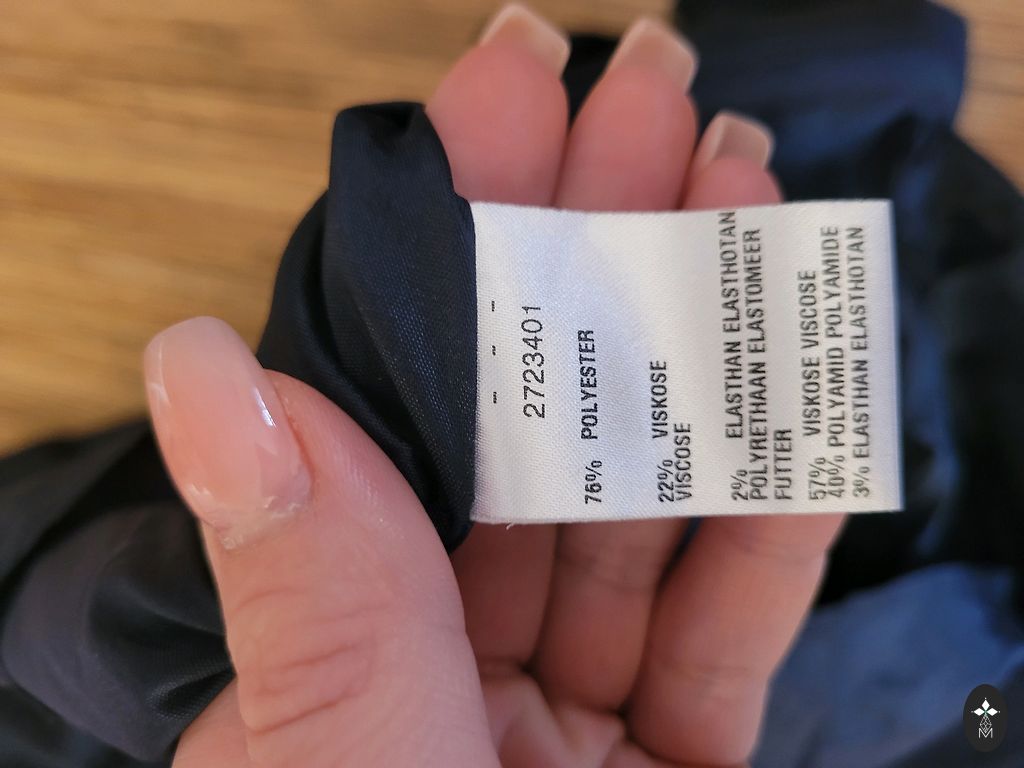 - - -
2723401
76% POLYESTER
22% VISKOSE
VISCOSE
2% ELASTHAN ELASTHOTAN
POLYRETHAAN ELASTOMEER
FUTTER
57% VISKOSE VISCOSE
40% POLYAMID POLYAMIDE
3% ELASTHAN ELASTHOTAN
M